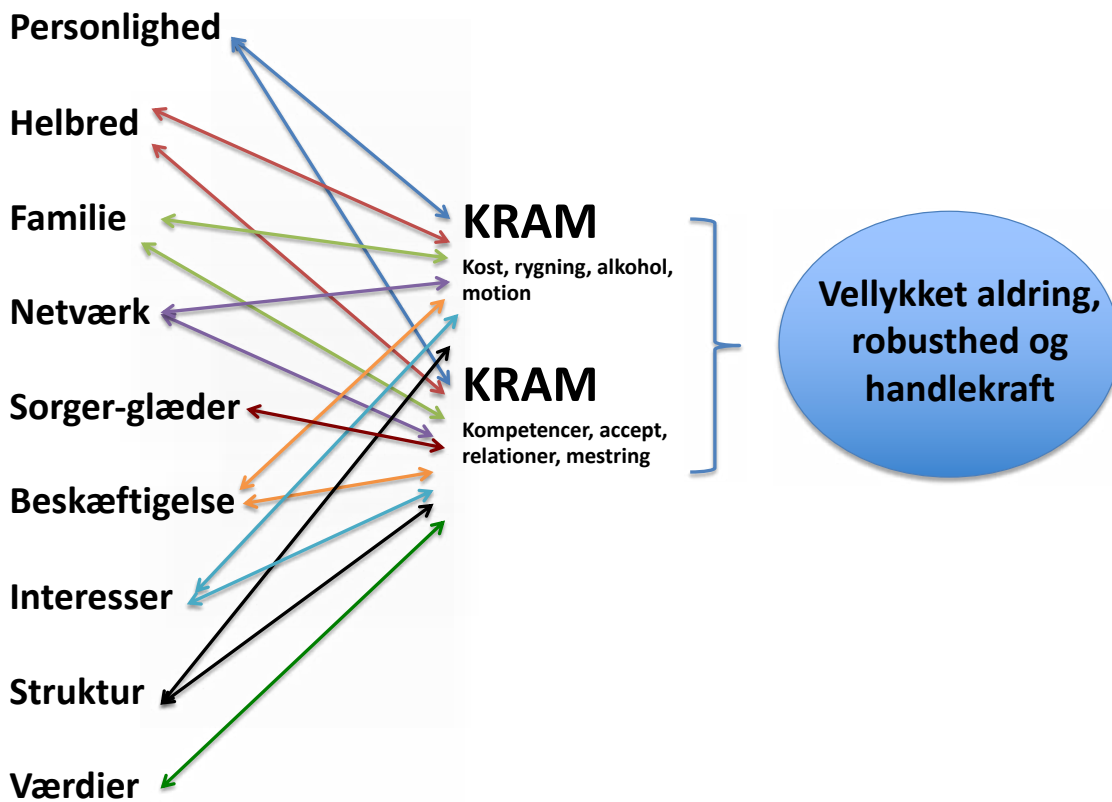 Personlighed
Helbred
Familie
Netværk
Sorger-glæder
Beskæftigelse
Interesser
Struktur
Værdier
KRAM
Kost, rygning, alkohol,
motion
KRAM
Kompetencer, accept,
relationer, mestring
Vellykket aldring,
robusthed og
handlekraft